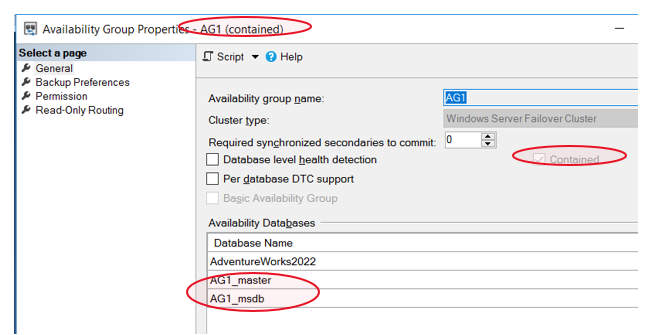 Availability Group Properties - AG1 (contained)
Select a page
General
Backup Preferences
Permission
Read-Only Routing
Script
Help
Availability group name: AG1
Cluster type: Windows Server Failover Cluster
Required synchronized secondaries to commit: 0
Database level health detection
Contained
Per database DTC support
Basic Availability Group
Availability Databases
Database Name
AdventureWorks2022
AG1_master
AG1_msdb